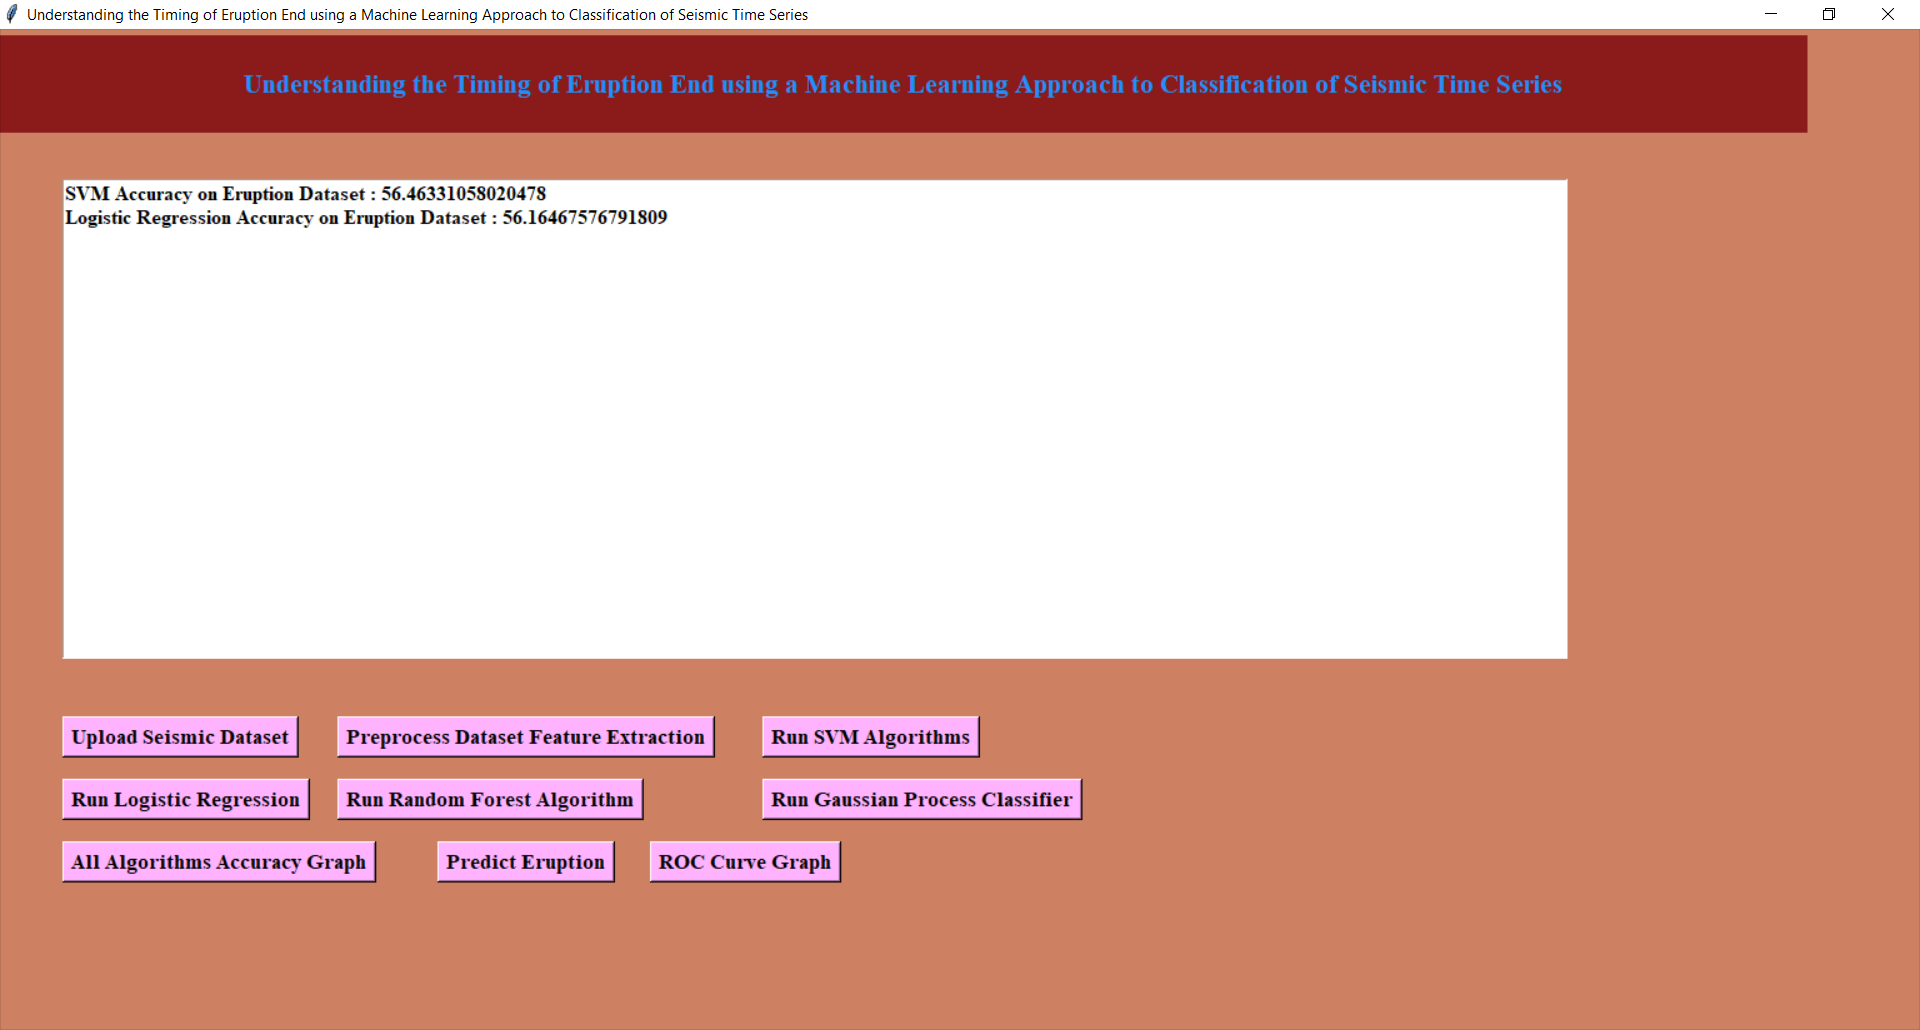 Understanding the Timing of Eruption End using a Machine Learning Approach to Classification of Seismic Time Series
Understanding the Timing of Eruption End using a Machine Learning Approach to Classification of Seismic Time Series
SVM Accuracy on Eruption Dataset : 56.46331058020478
Logistic Regression Accuracy on Eruption Dataset : 56.16467576791809
Upload Seismic Dataset
Preprocess Dataset Feature Extraction
Run SVM Algorithms
Run Logistic Regression
Run Random Forest Algorithm
Run Gaussian Process Classifier
All Algorithms Accuracy Graph
Predict Eruption
ROC Curve Graph